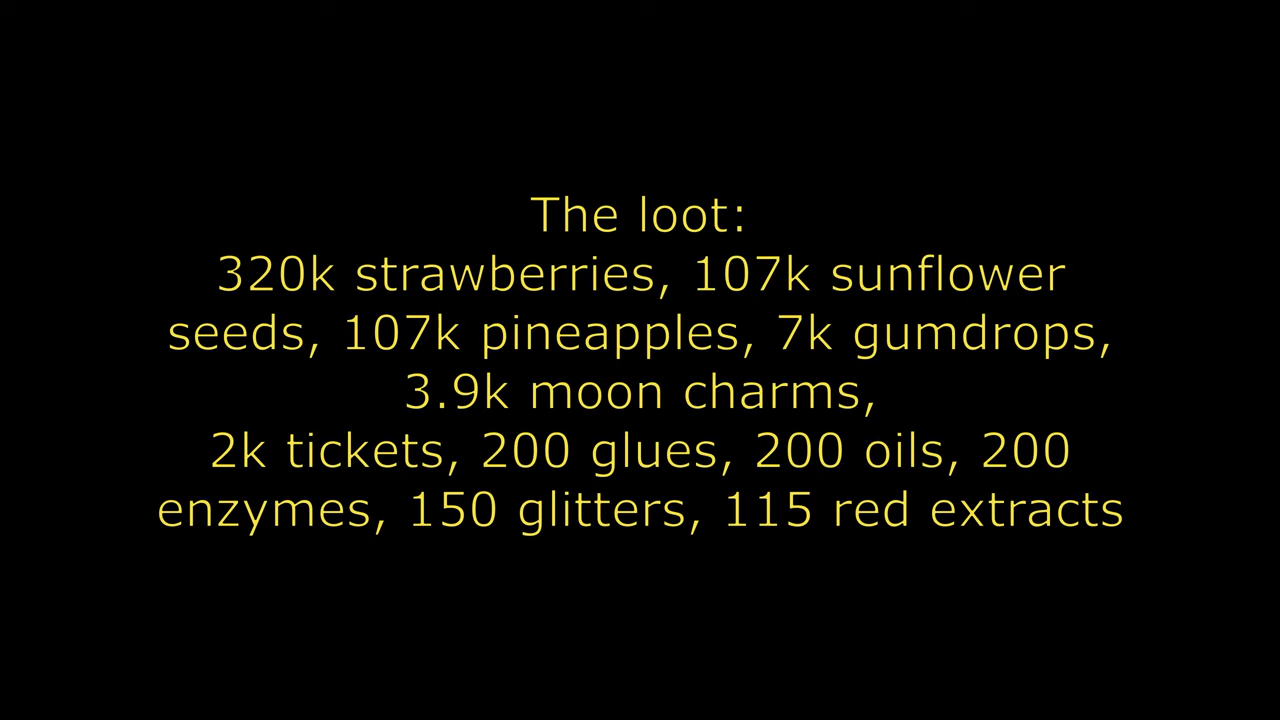 The loot:
320k strawberries, 107k sunflower
seeds, 107k pineapples, 7k gumdrops,
3.9k moon charms,
2k tickets, 200 glues, 200 oils, 200
enzymes, 150 glitters, 115 red extracts